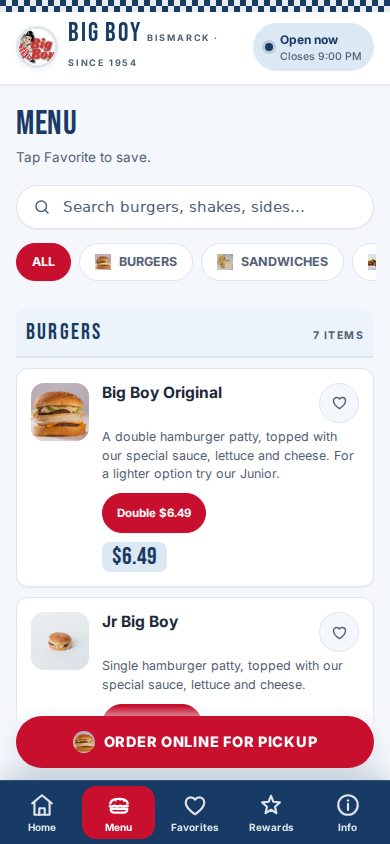 Big Boy
BIG BOY BISMARCK ·
SINCE 1954
Open now
Closes 9:00 PM
MENU
Tap Favorite to save.
Search burgers, shakes, sides...
ALL
BURGERS
SANDWICHES
BURGERS
7 ITEMS
Big Boy Original
A double hamburger patty, topped with
our special sauce, lettuce and cheese. For
a lighter option try our Junior.
Double $6.49
$6.49
Jr Big Boy
Single hamburger patty, topped with our
special sauce, lettuce and cheese.
ORDER ONLINE FOR PICKUP
Home
Menu
Favorites
Rewards
Info